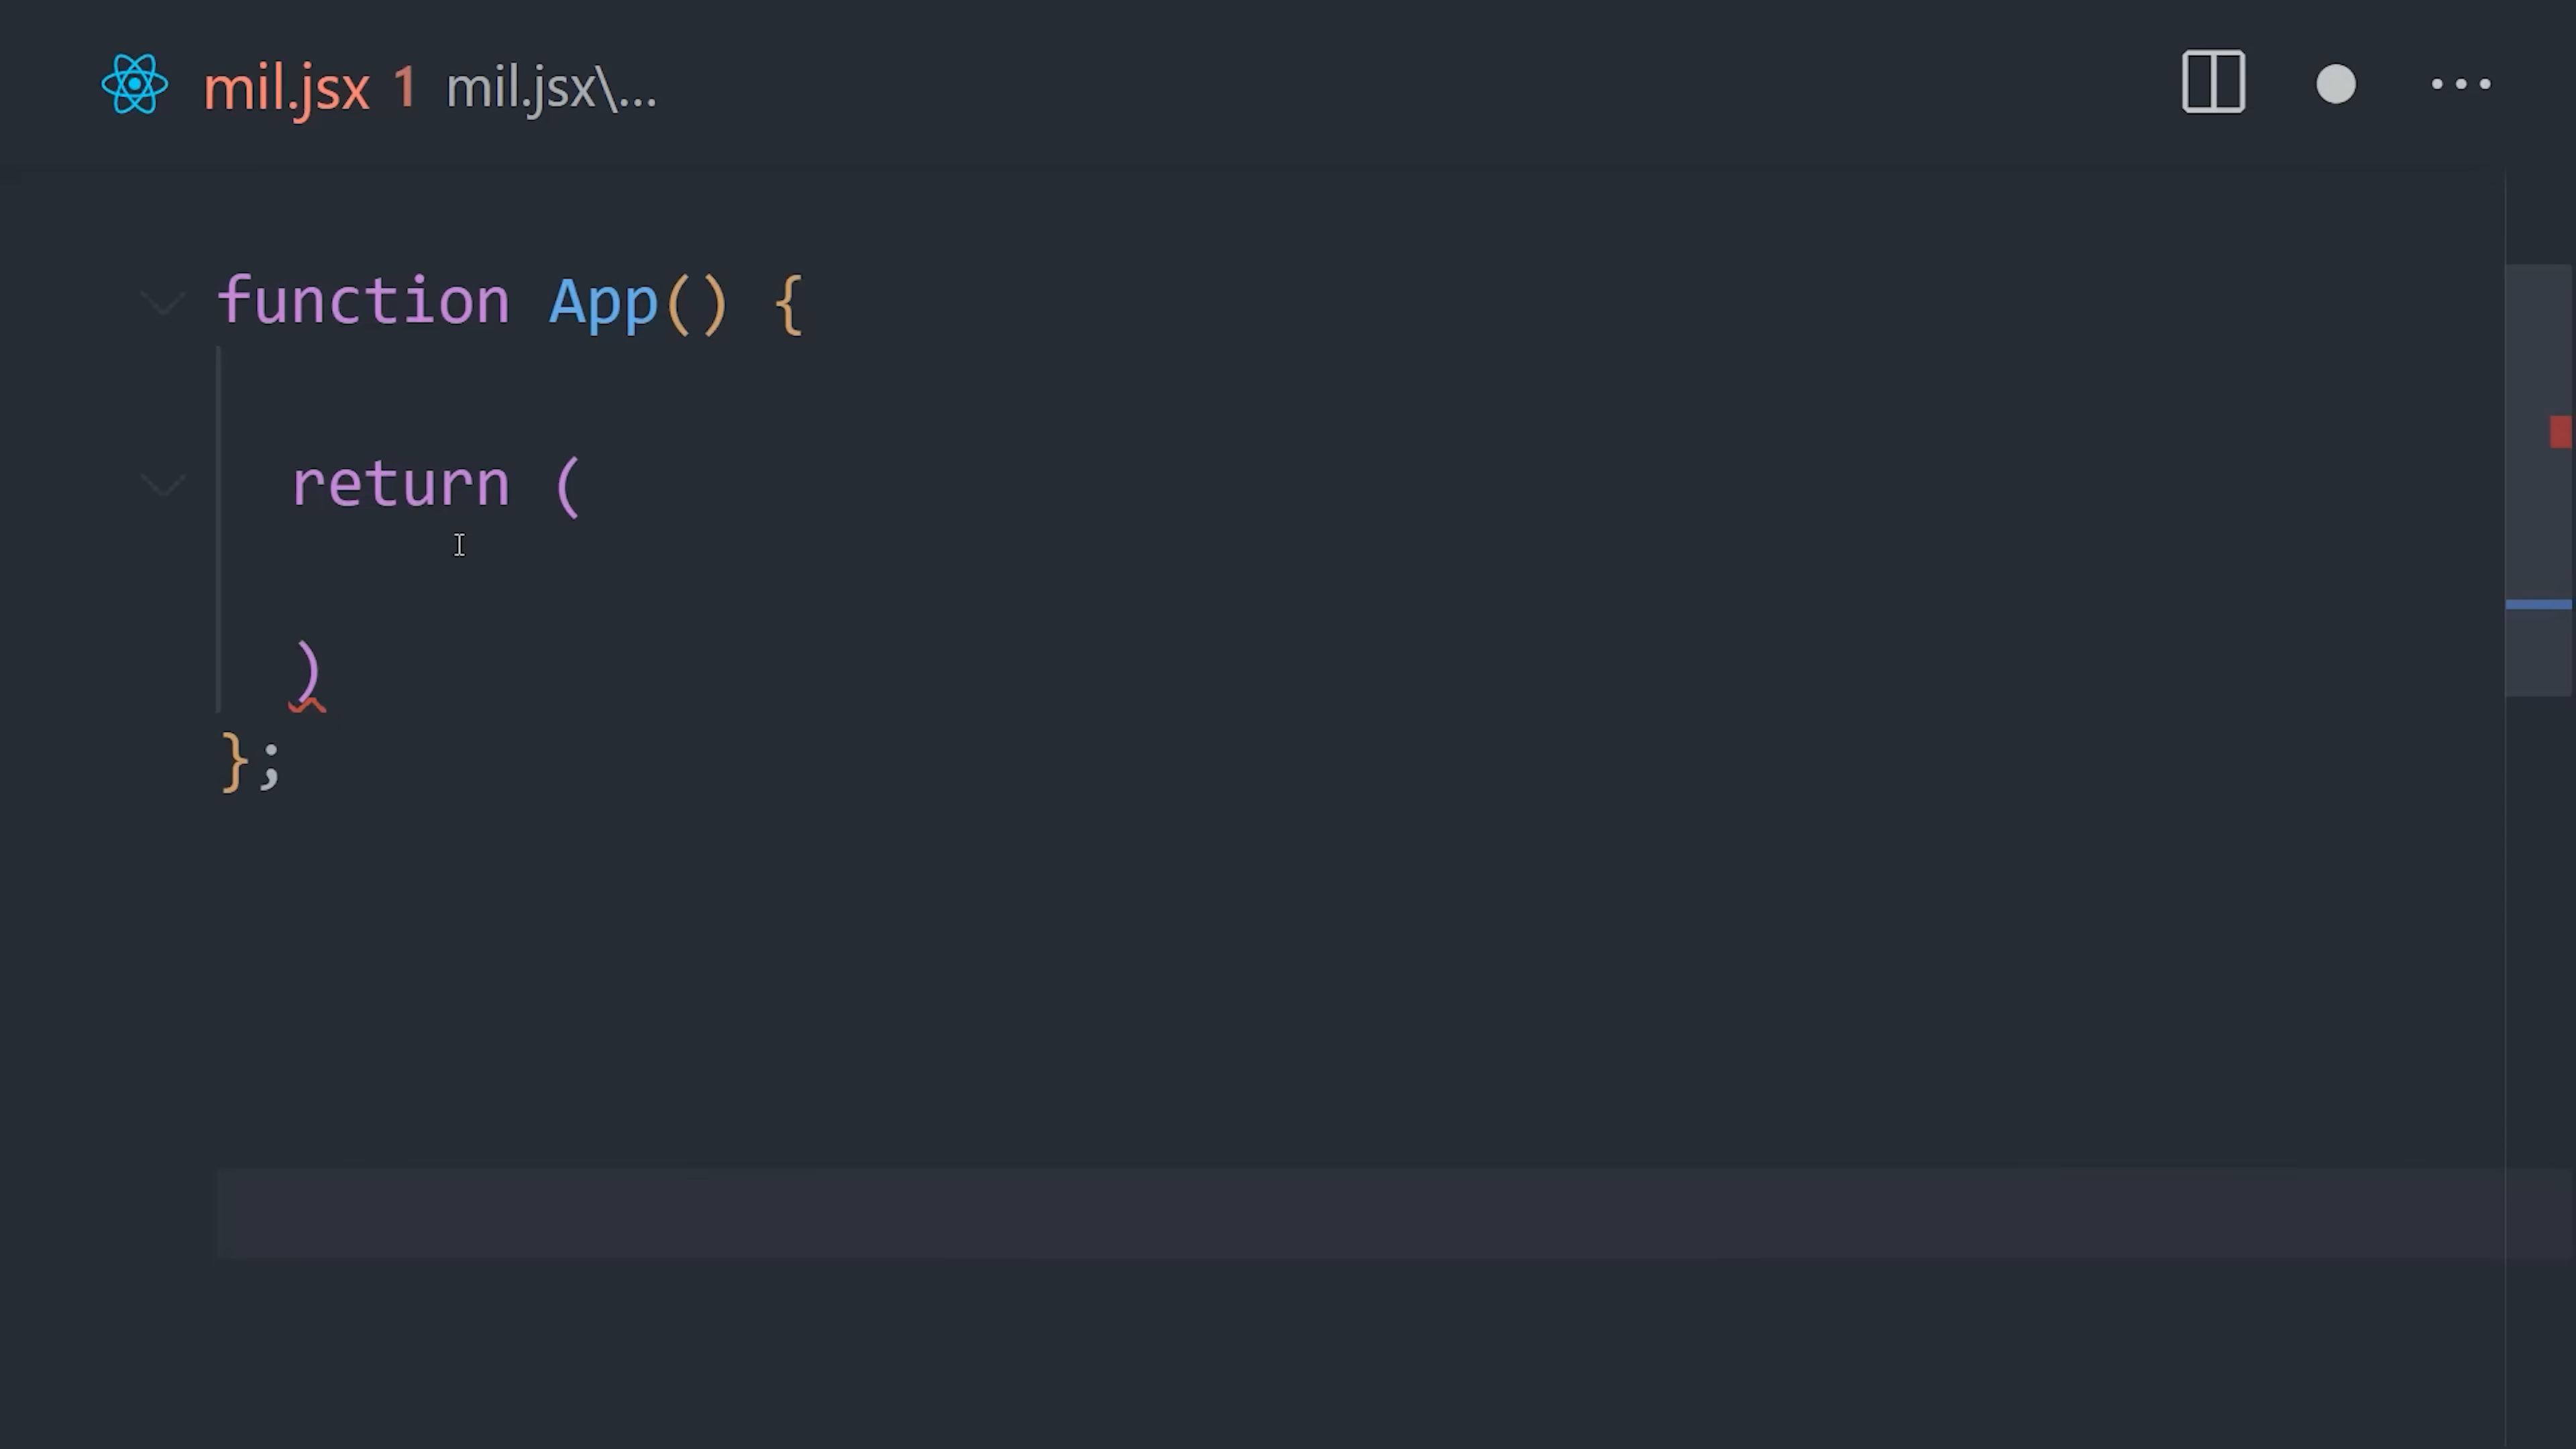 mil.jsx 1 mil.jsx\...
function App() {
return (
)
};